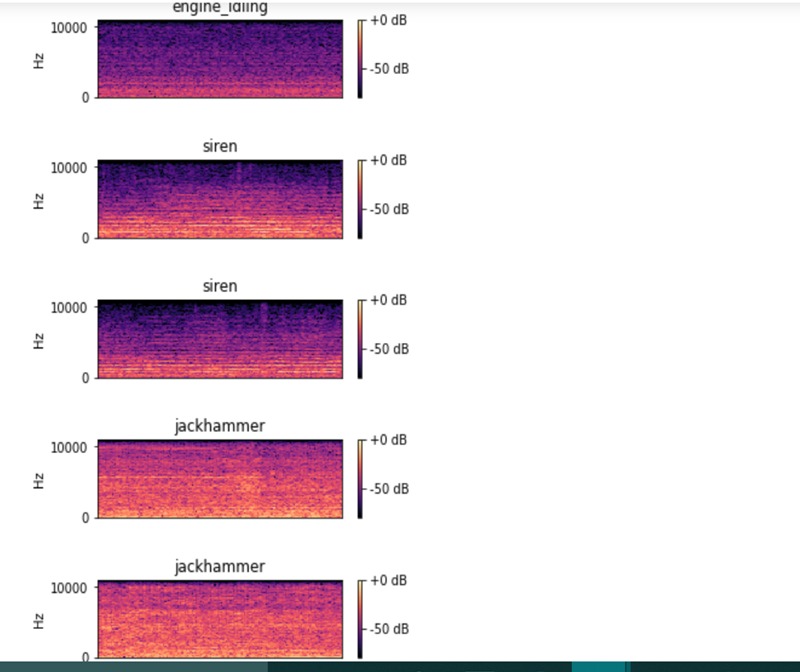 engine_idling
10000
Hz
0
+0 dB
-50 dB
siren
10000
Hz
0
+0 dB
-50 dB
siren
10000
Hz
0
+0 dB
-50 dB
jackhammer
10000
Hz
0
+0 dB
-50 dB
jackhammer
10000
Hz
0
+0 dB
-50 dB